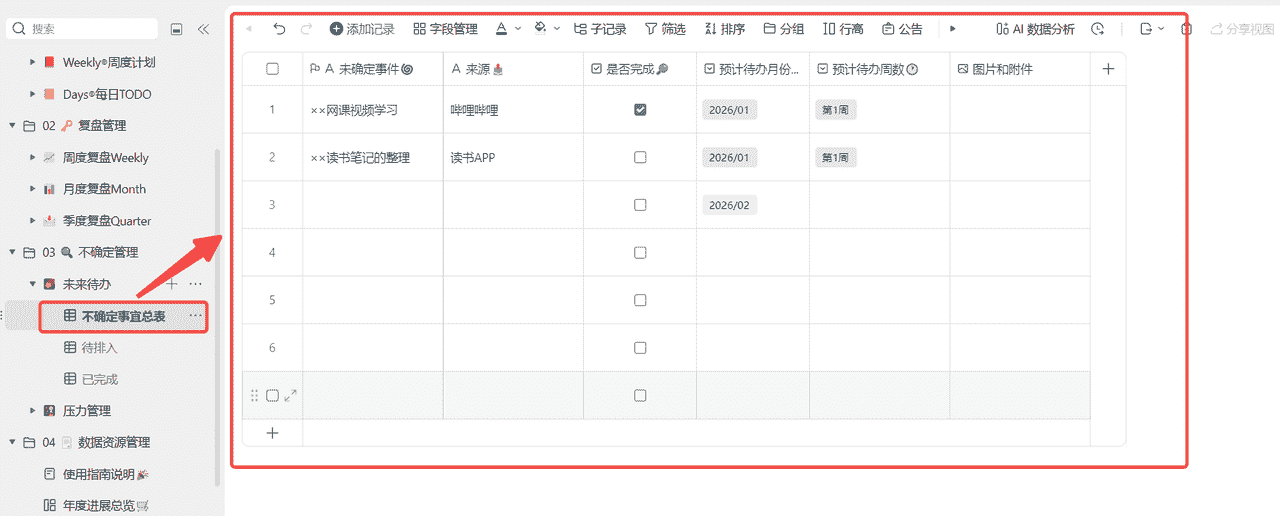 搜索
添加记录 字段管理 A 子记录 筛选 排序 分组 行高 公告 AI 数据分析 分享视图
Weekly®周度计划
Days®每日TODO
02 复盘管理
周度复盘Weekly
月度复盘Month
季度复盘Quarter
03 不确定管理
未来待办
不确定事宜总表
待排入
已完成
压力管理
04 数据资源管理
使用指南说明
年度进展总览
A 未确定事件 A 来源 是否完成 预计待办月份... 预计待办周数 图片和附件
1 ××网课视频学习 哔哩哔哩 2026/01 第1周
2 ××读书笔记的整理 读书APP 2026/01 第1周
3 2026/02
4
5
6